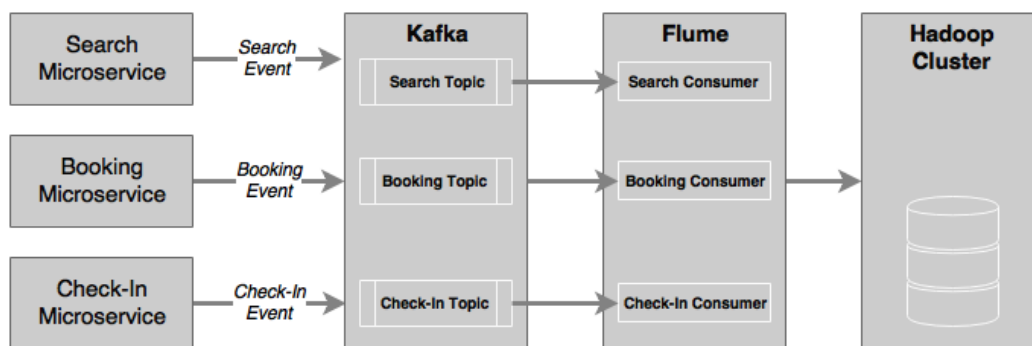 Search
Microservice
Search
Event
Kafka
Search Topic
Flume
Search Consumer
Hadoop
Cluster
Booking
Microservice
Booking
Event
Booking Topic
Booking Consumer
Check-In
Microservice
Check-In
Event
Check-In Topic
Check-In Consumer